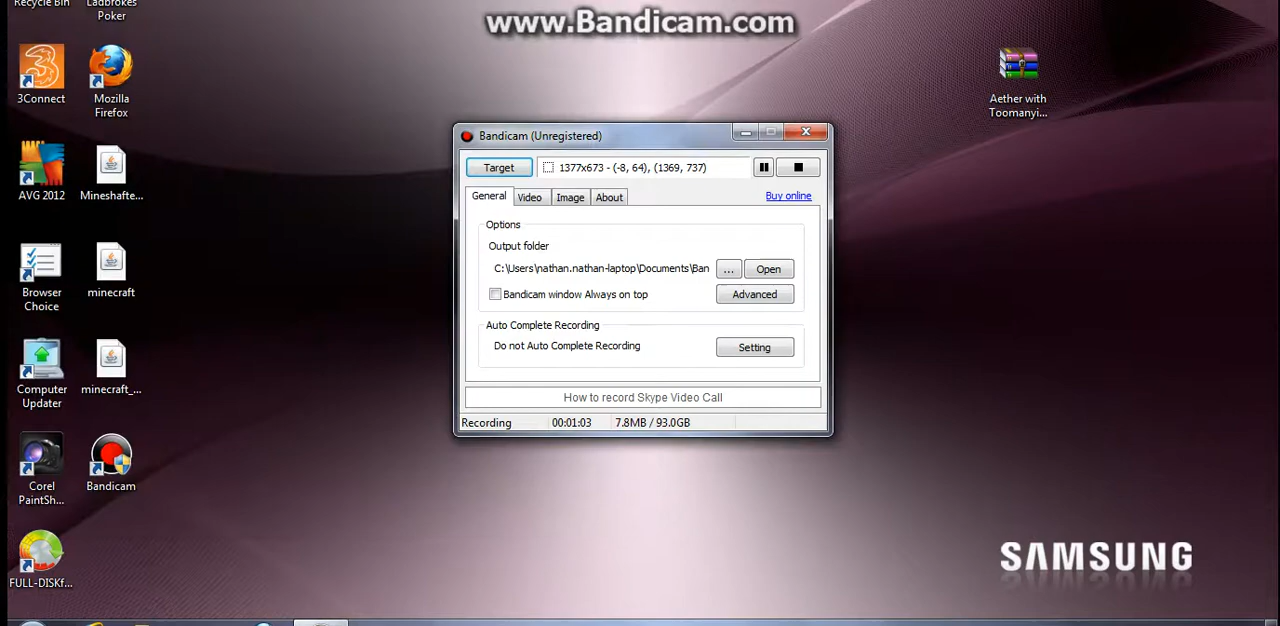 Recycle Bin
Ladbrokes
Poker
www.Bandicam.com
3Connect
Mozilla
Firefox
Aether with
Toomanyi...
AVG 2012
Mineshafte...
Browser
Choice
minecraft
Computer
Updater
minecraft_...
Corel
PaintSh...
Bandicam
FULL-DISKf...
Bandicam (Unregistered)
Target
1377x673 - (-8, 64), (1369, 737)
General
Video
Image
About
Buy online
Options
Output folder
C:\Users\nathan.nathan-laptop\Documents\Ban
...
Open
Bandicam window Always on top
Advanced
Auto Complete Recording
Do not Auto Complete Recording
Setting
How to record Skype Video Call
Recording
00:01:03
7.8MB / 93.0GB
SAMSUNG